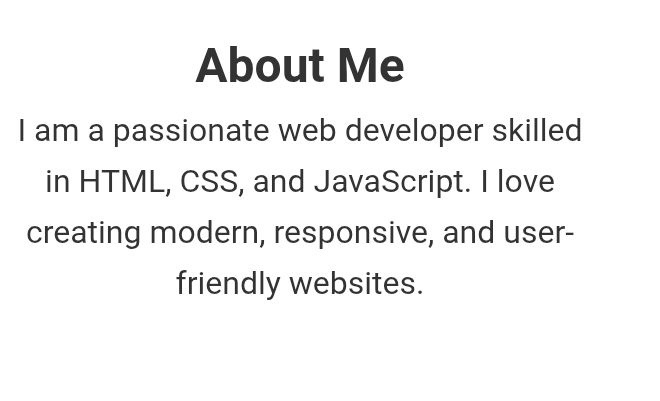 About Me
I am a passionate web developer skilled
in HTML, CSS, and JavaScript. I love
creating modern, responsive, and user-
friendly websites.